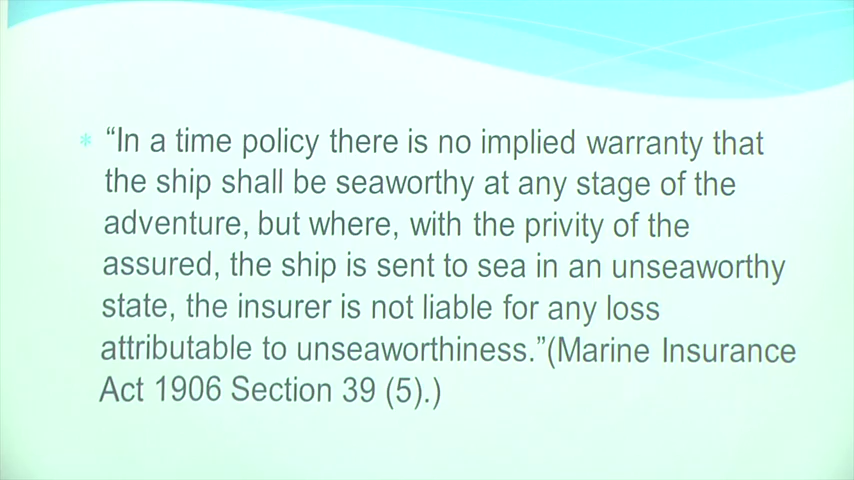 * “In a time policy there is no implied warranty that
the ship shall be seaworthy at any stage of the
adventure, but where, with the privity of the
assured, the ship is sent to sea in an unseaworthy
state, the insurer is not liable for any loss
attributable to unseaworthiness.”(Marine Insurance
Act 1906 Section 39 (5).)